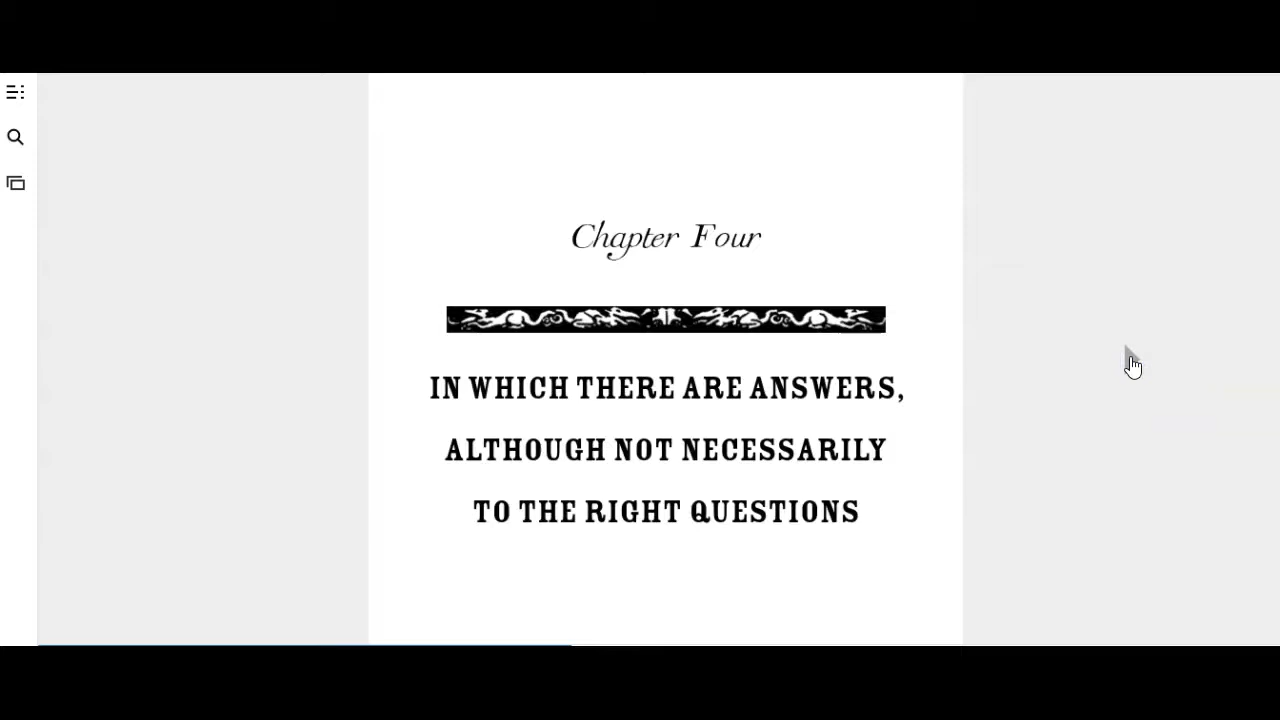 Chapter Four
IN WHICH THERE ARE ANSWERS,
ALTHOUGH NOT NECESSARILY
TO THE RIGHT QUESTIONS